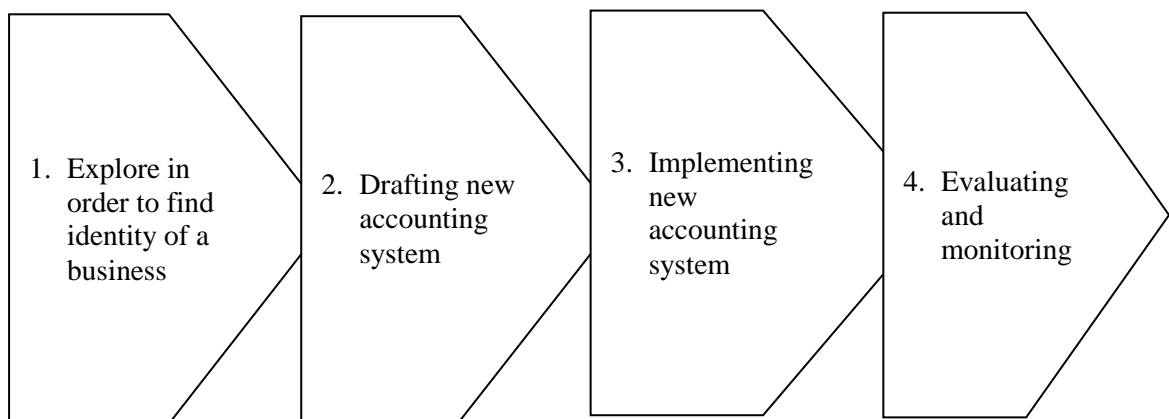 1. Explore in
order to find
identity of a
business
2. Drafting new
accounting
system
3. Implementing
new
accounting
system
4. Evaluating
and
monitoring